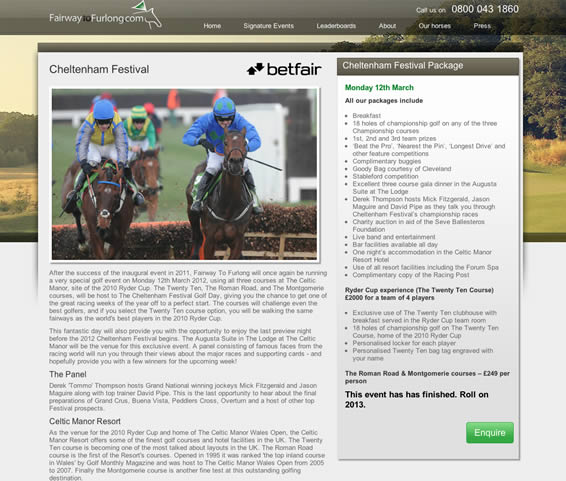 FairwaytoFurlong.com
Call us on 0800 043 1860
Home Signature Events Leaderboards About Our horses Press
Cheltenham Festival
betfair
After the success of the inaugural event in 2011, Fairway To Furlong will once again be running
a very special golf event on Monday 12th March 2012, using all three courses at The Celtic
Manor, site of the 2010 Ryder Cup. The Twenty Ten, The Roman Road, and The Montgomerie
courses, will be host to The Cheltenham Festival Golf Day, giving you the chance to get one of
the great racing weeks of the year off to a perfect start. The courses will challenge even the
best golfers, and if you select the Twenty Ten course option, you will be walking the same
fairways as the world's best players in the 2010 Ryder Cup.
This fantastic day will also provide you with the opportunity to enjoy the last preview night
before the 2012 Cheltenham Festival begins. The Augusta Suite in The Lodge at The Celtic
Manor will be the venue for this exclusive event. A panel consisting of famous faces from the
racing world will run you through their views about the major races and supporting cards - and
hopefully provide you with a few winners for the upcoming week!
The Panel
Derek 'Tommo' Thompson hosts Grand National winning jockeys Mick Fitzgerald and Jason
Maguire along with top trainer David Pipe. This is the last opportunity to hear about the final
preparations of Grand Crus, Buena Vista, Peddlers Cross, Overturn and a host of other top
Festival prospects.
Celtic Manor Resort
As the venue for the 2010 Ryder Cup and home of The Celtic Manor Wales Open, the Celtic
Manor Resort offers some of the finest golf courses and hotel facilities in the UK. The Twenty
Ten course is becoming one of the most talked about layouts in the UK. The Roman Road
course is the first of the Resort's courses. Opened in 1995 it was ranked 'the top inland course
in Wales' by Golf Monthly Magazine and was host to The Celtic Manor Wales Open from 2005
to 2007. Finally the Montgomerie course is another fine test at this outstanding golfing
destination.
Cheltenham Festival Package
Monday 12th March
All our packages include
Breakfast
18 holes of championship golf on any of the three
Championship courses
1st, 2nd and 3rd team prizes
'Beat the Pro', 'Nearest the Pin', 'Longest Drive' and
other feature competitions
Complimentary buggies
Goody Bag courtesy of Cleveland
Stableford competition
Excellent three course gala dinner in the Augusta
Suite at The Lodge
Derek Thompson hosts Mick Fitzgerald, Jason
Maguire and David Pipe as they talk you through
Cheltenham Festival's championship races
Charity auction in aid of the Seve Ballesteros
Foundation
Live band and entertainment
Bar facilities available all day
One night's accommodation in the Celtic Manor
Resort Hotel
Use of all resort facilities including the Forum Spa
Complimentary copy of the Racing Post
Ryder Cup experience (The Twenty Ten Course)
£2000 for a team of 4 players
Exclusive use of The Twenty Ten clubhouse with
breakfast served in the Ryder Cup team room
18 holes of championship golf on The Twenty Ten
Course, home of the 2010 Ryder Cup
Personalised locker for each player
Personalised Twenty Ten bag tag engraved with
your name
The Roman Road & Montgomerie courses – £249 per
person
This event has has finished. Roll on
2013.
Enquire